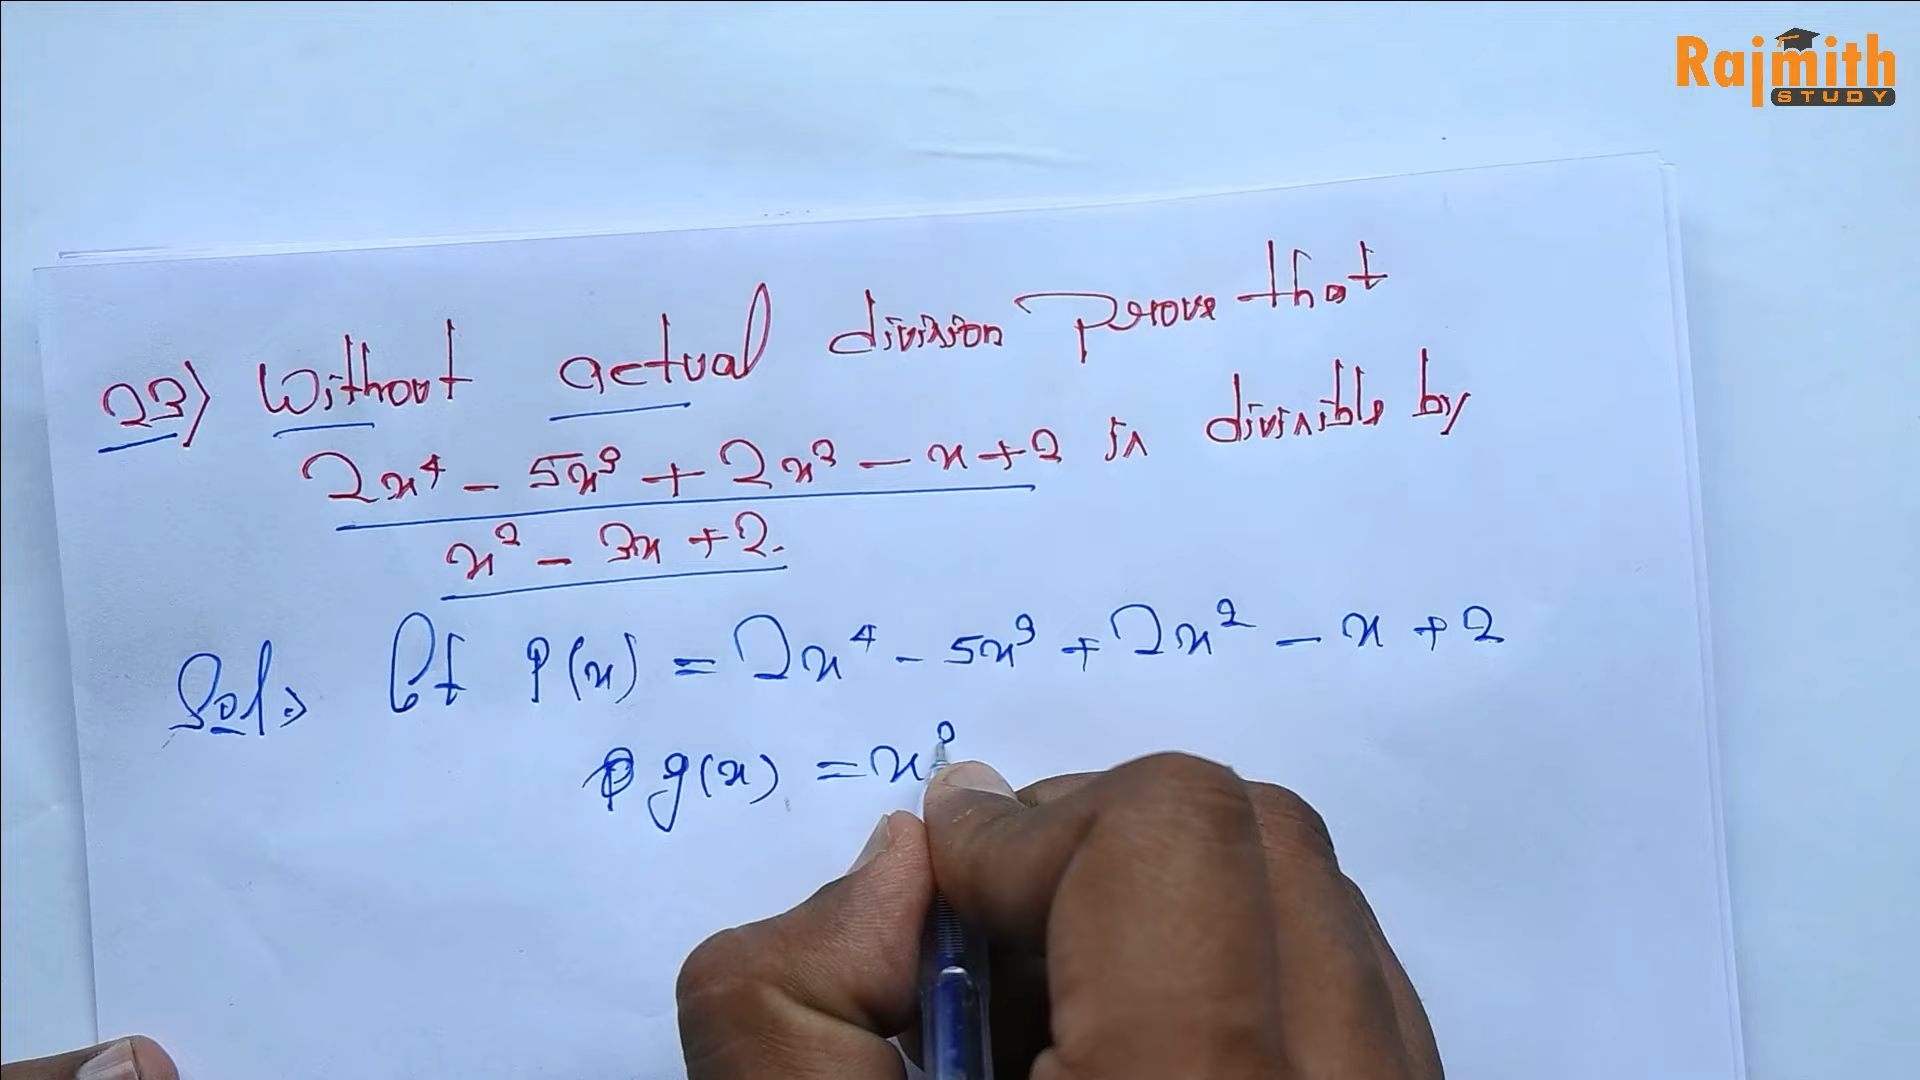 Rajmith
STUDY
23) Without actual division prove that
2x⁴ - 5x³ + 2x² - x + 2 is divisible by
x² - 3x + 2.
Sol: Let P(x) = 2x⁴ - 5x³ + 2x² - x + 2
g(x) = x²